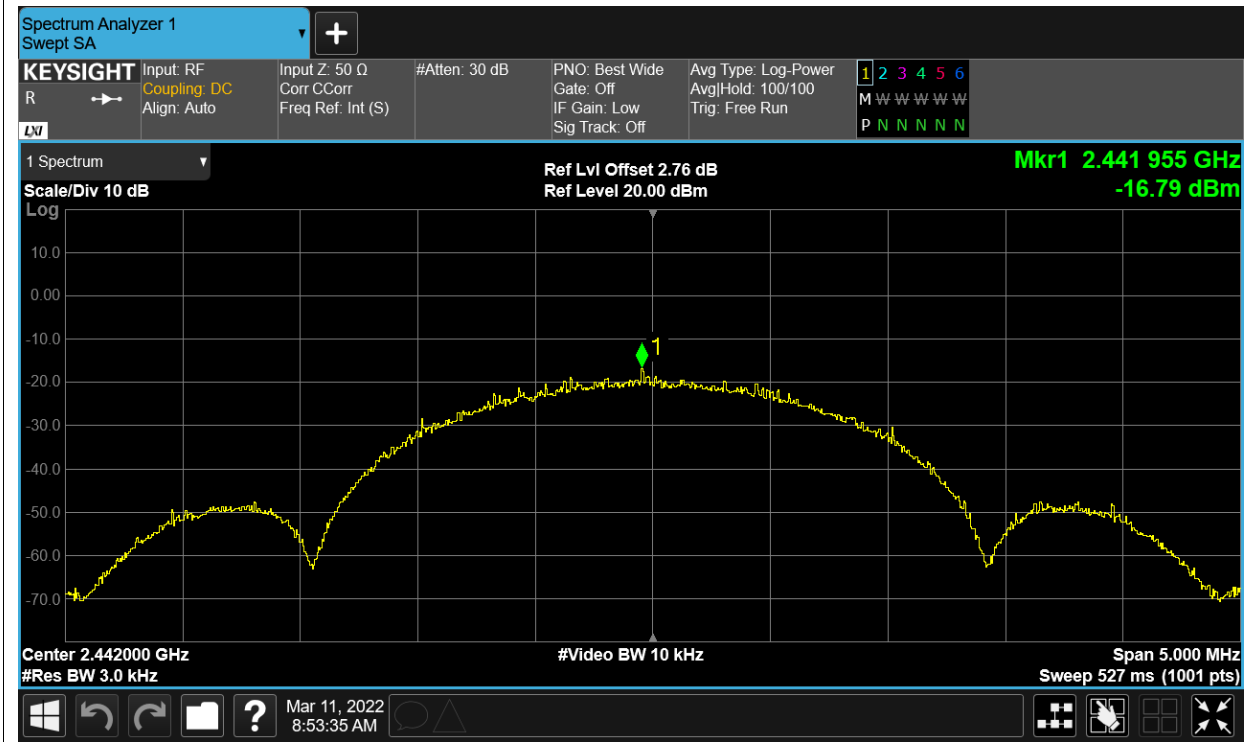 Spectrum Analyzer 1
Swept SA
+
KEYSIGHT
R
LXI
Input: RF
Coupling: DC
Align: Auto
Input Z: 50 Ω
Corr CCorr
Freq Ref: Int (S)
#Atten: 30 dB
PNO: Best Wide
Gate: Off
IF Gain: Low
Sig Track: Off
Avg Type: Log-Power
Avg|Hold: 100/100
Trig: Free Run
1 2 3 4 5 6
M W W W W W W
P N N N N N N
1 Spectrum
Scale/Div 10 dB
Log
Ref Lvl Offset 2.76 dB
Ref Level 20.00 dBm
Mkr1 2.441 955 GHz
-16.79 dBm
10.0
0.00
-10.0
1
-20.0
-30.0
-40.0
-50.0
-60.0
-70.0
Center 2.442000 GHz
#Video BW 10 kHz
Span 5.000 MHz
#Res BW 3.0 kHz
Sweep 527 ms (1001 pts)
?
Mar 11, 2022
8:53:35 AM